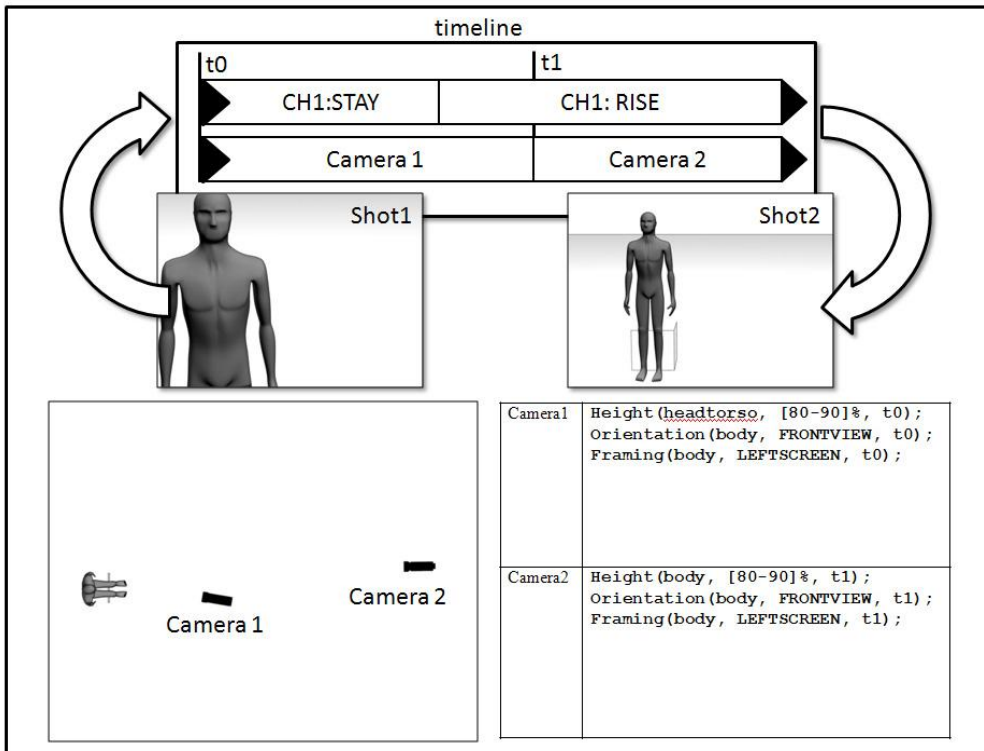 timeline
t0 t1
CH1:STAY CH1: RISE
Camera 1 Camera 2
Shot1 Shot2
Camera 1
Camera 2
Camera1 Height(headtorso, [80-90]%, t0);
Orientation(body, FRONTVIEW, t0);
Framing(body, LEFTSCREEN, t0);
Camera2 Height(body, [80-90]%, t1);
Orientation(body, FRONTVIEW, t1);
Framing(body, LEFTSCREEN, t1);